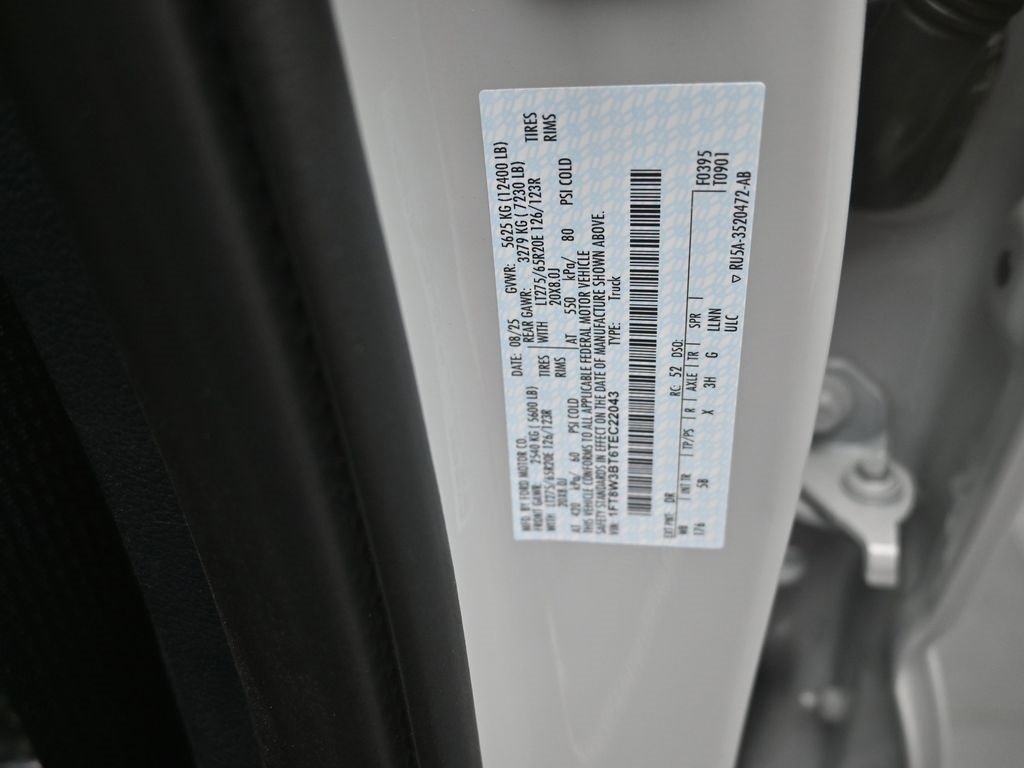 MFD. BY FORD MOTOR CO.
DATE: 08/25 GVWR: 5625 KG (12400 LB)
FRONT GAWR: 2540 KG ( 5600 LB) REAR GAWR: 3279 KG ( 7230 LB)
WITH LT275/65R20E 126/123R TIRES WITH LT275/65R20E 126/123R TIRES
20X8.0J RIMS 20X8.0J RIMS
AT 420 kPa/ 60 PSI COLD AT 550 kPa/ 80 PSI COLD
THIS VEHICLE CONFORMS TO ALL APPLICABLE FEDERAL MOTOR VEHICLE
SAFETY STANDARDS IN EFFECT ON THE DATE OF MANUFACTURE SHOWN ABOVE.
VIN: 1FT8W3BT6TEC22043 TYPE: Truck
EXT PNT: DR RC: 52 DSO: F0395
WB INT TR TP/PS R AXLE TR SPR T0901
176 5B X 3H G LLNN
ULC ▽ RU5A-3520472-AB